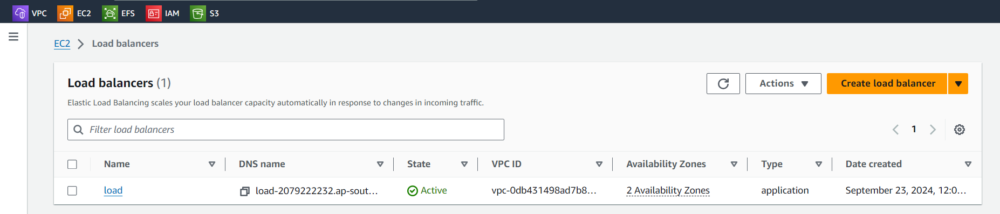 VPC EC2 EFS IAM S3
EC2 Load balancers
Load balancers (1)
Actions
Create load balancer
Elastic Load Balancing scales your load balancer capacity automatically in response to changes in incoming traffic.
Filter load balancers
1
Name DNS name State VPC ID Availability Zones Type Date created
load load-2079222232.ap-sout... Active vpc-0db431498ad7b8... 2 Availability Zones application September 23, 2024, 12:0...